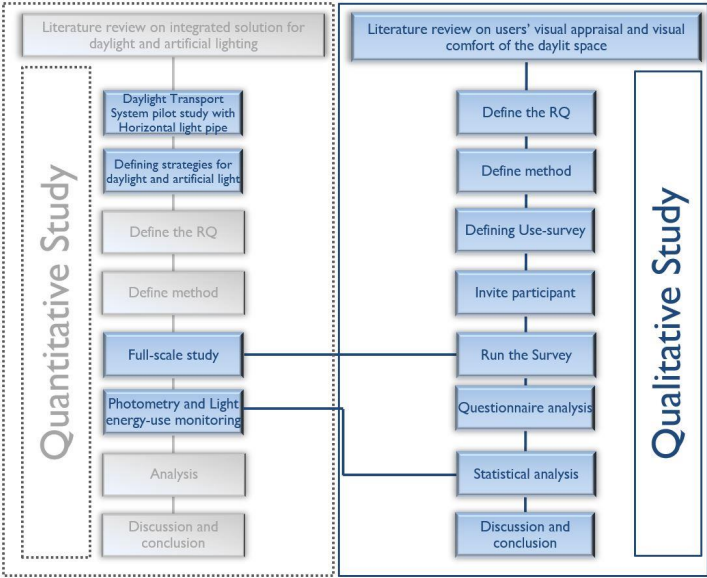 Literature review on integrated solution for
daylight and artificial lighting
Quantitative Study
Daylight Transport
System pilot study with
Horizontal light pipe
Defining strategies for
daylight and artificial light
Define the RQ
Define method
Full-scale study
Photometry and Light
energy-use monitoring
Analysis
Discussion and
conclusion
Literature review on users' visual appraisal and visual
comfort of the daylit space
Define the RQ
Define method
Defining Use-survey
Invite participant
Run the Survey
Questionnaire analysis
Statistical analysis
Discussion and
conclusion
Qualitative Study